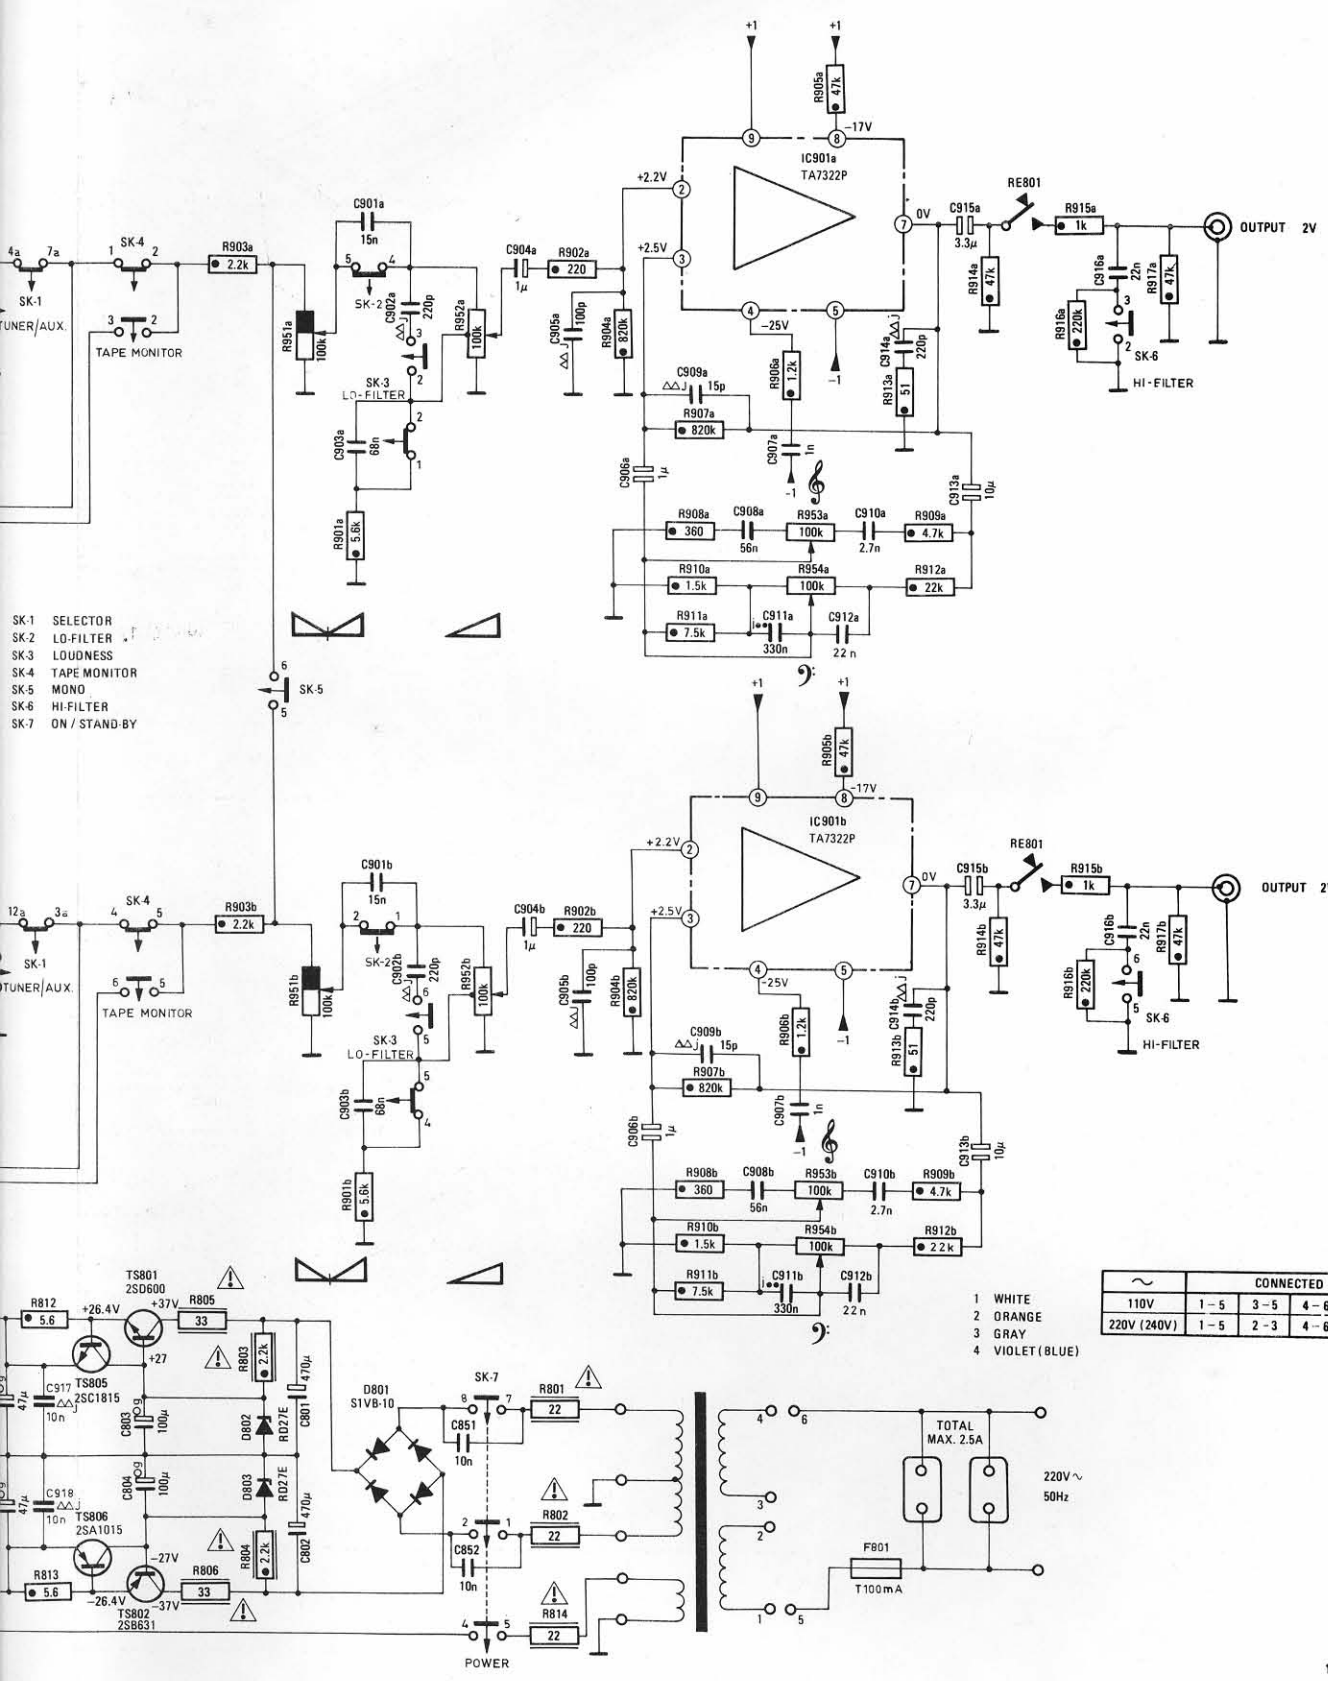 +1
+1
R905a
47k
-17V
9
8
IC901a
TA7322P
+2.2V
2
+2.5V
3
7
0V
C915a
3.3μ
RE801
R915a
1k
OUTPUT 2V
R914a
47k
C916a
22n
R917a
47k
R916a
220k
3
2
SK-6
HI-FILTER
4a
7a
SK-1
TUNER/AUX.
SK-4
1
2
3
2
TAPE MONITOR
R903a
2.2k
C901a
15n
5
4
SK-2
C902a
220p
R951a
100k
R952a
100k
3
2
SK-3
LO-FILTER
2
1
C903a
68n
R901a
5.6k
C904a
1μ
R902a
220
C905a
100p
R904a
820k
4
5
-25V
-1
R906a
1.2k
C914a
220p
R913a
51
C909a
15p
R907a
820k
C907a
1n
-1
C906a
1μ
C913a
10μ
R908a
360
C908a
56n
R953a
100k
C910a
2.7n
R909a
4.7k
R910a
1.5k
R954a
100k
R912a
22k
R911a
7.5k
C911a
330n
C912a
22n
SK-1 SELECTOR
SK-2 LO-FILTER
SK-3 LOUDNESS
SK-4 TAPE MONITOR
SK-5 MONO
SK-6 HI-FILTER
SK-7 ON / STAND-BY
6
SK-5
5
+1
+1
R905b
47k
-17V
9
8
IC901b
TA7322P
+2.2V
2
+2.5V
3
7
0V
C915b
3.3μ
RE801
R915b
1k
OUTPUT 2
R914b
47k
C916b
22n
R917b
47k
R916b
220k
6
5
SK-6
HI-FILTER
12a
3a
SK-1
TUNER/AUX.
SK-4
4
5
6
5
TAPE MONITOR
R903b
2.2k
C901b
15n
2
1
SK-2
C902b
220p
R951b
100k
R952b
100k
6
5
SK-3
LO-FILTER
5
4
C903b
68n
R901b
5.6k
C904b
1μ
R902b
220
C905b
100p
R904b
820k
4
5
-25V
-1
R906b
1.2k
C914b
220p
R913b
51
C909b
15p
R907b
820k
C907b
1n
-1
C906b
1μ
C913b
10μ
R908b
360
C908b
56n
R953b
100k
C910b
2.7n
R909b
4.7k
R910b
1.5k
R954b
100k
R912b
22k
R911b
7.5k
C911b
330n
C912b
22n
1 WHITE
2 ORANGE
3 GRAY
4 VIOLET (BLUE)
~ CONNECTED
110V 1-5 3-5 4-6
220V (240V) 1-5 2-3 4-6
TS801
2SD600
R812
5.6
+26.4V
+37V
R805
33
+27
TS805
2SC1815
R803
2.2k
470μ
C801
47μ
C917
10n
C803
100μ
D802
RD27E
C804
100μ
D803
RD27E
47μ
C918
10n
TS806
2SA1015
-27V
R804
2.2k
470μ
C802
R813
5.6
-26.4V
TS802
2SB631
-37V
R806
33
D801
S1VB-10
SK-7
8
7
C851
10n
R801
22
2
1
C852
10n
R802
22
4
5
R814
22
POWER
4
6
3
2
1
5
TOTAL
MAX. 2.5A
220V~
50Hz
F801
T100mA